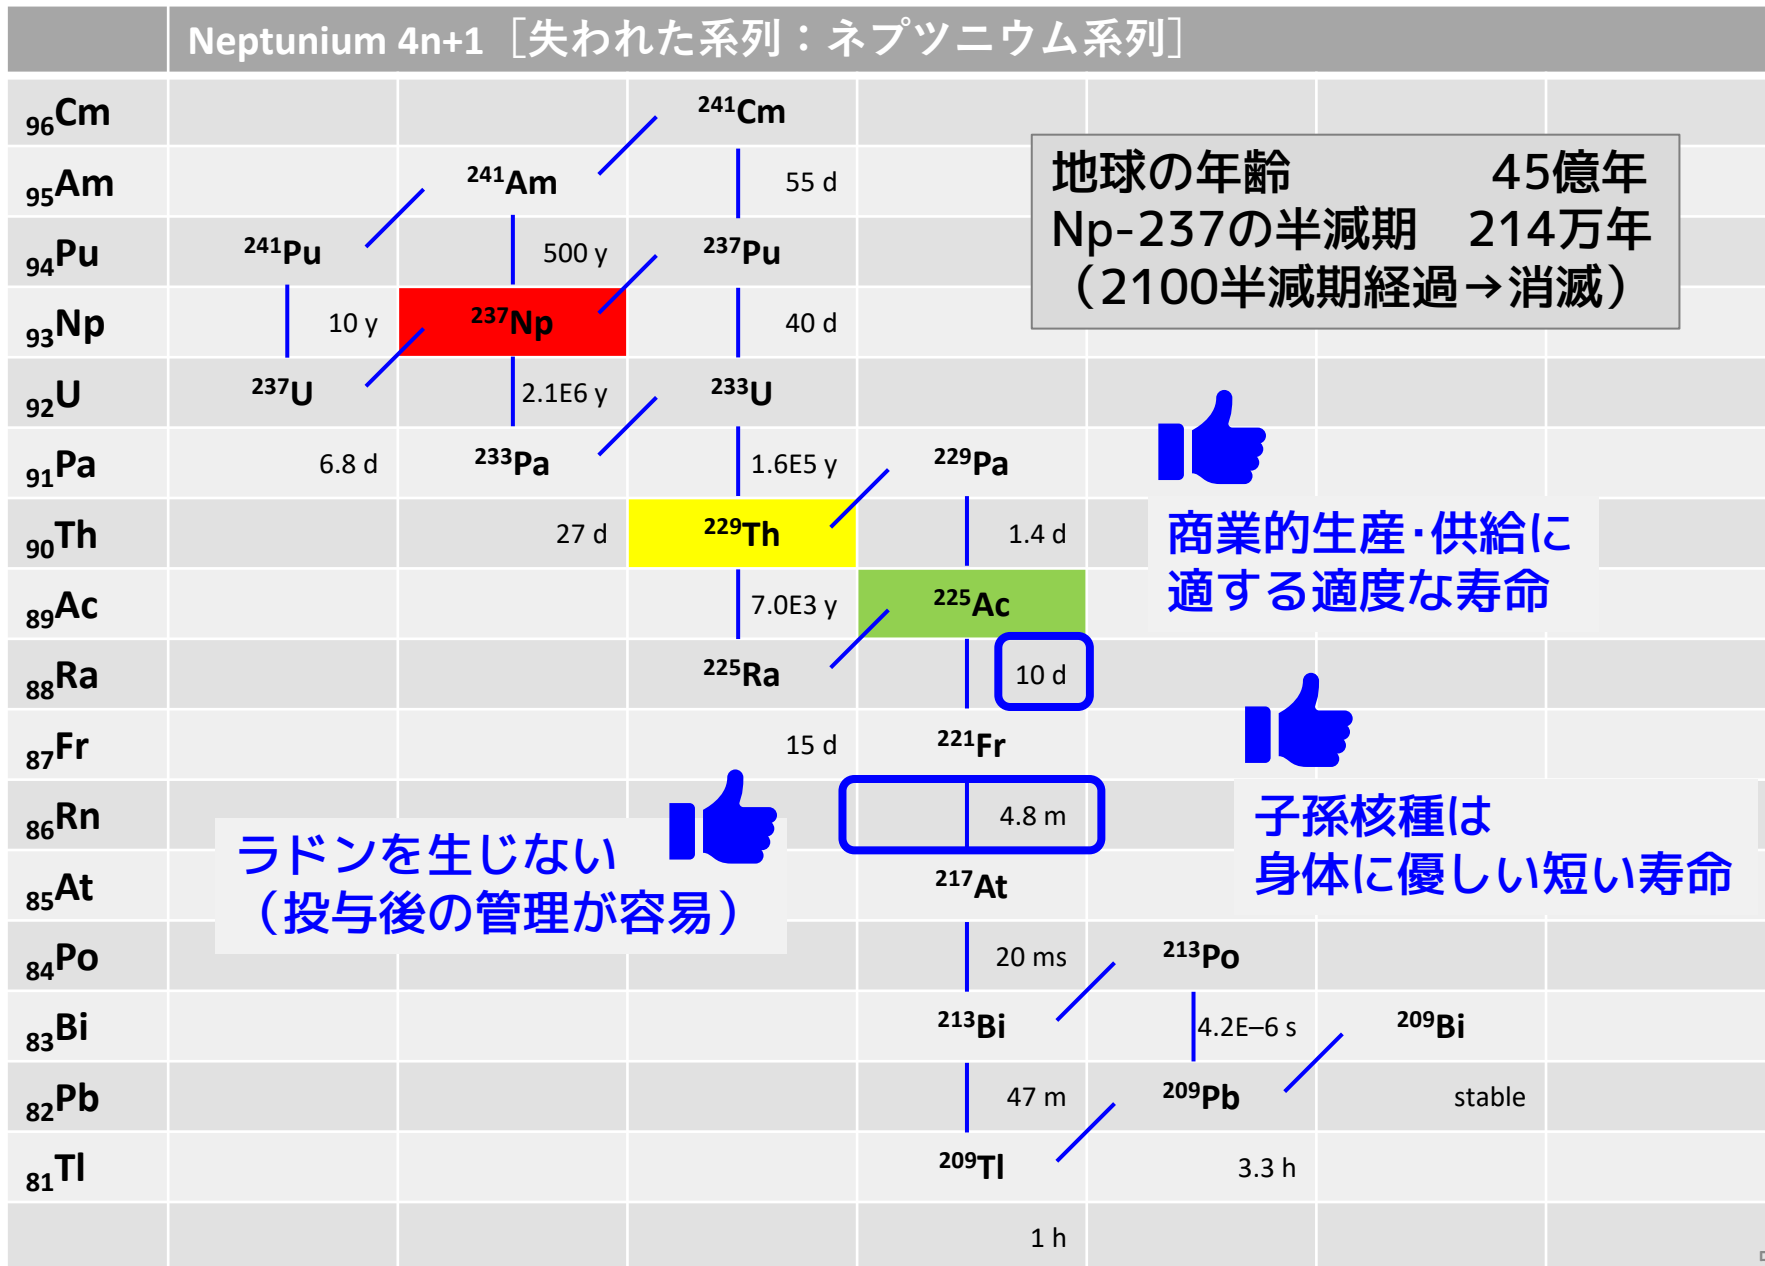 Neptunium 4n+1［失われた系列：ネプツニウム系列］
96Cm 241Cm
95Am 241Am 55 d
94Pu 241Pu 500 y 237Pu
93Np 10 y 237Np 40 d
92U 237U 2.1E6 y 233U
91Pa 6.8 d 233Pa 1.6E5 y 229Pa
90Th 27 d 229Th 1.4 d
89Ac 7.0E3 y 225Ac
88Ra 225Ra 10 d
87Fr 15 d 221Fr
86Rn 4.8 m
85At 217At
84Po 20 ms 213Po
83Bi 213Bi 4.2E–6 s 209Bi
82Pb 47 m 209Pb stable
81Tl 209Tl 3.3 h
1 h
地球の年齢 45億年
Np-237の半減期 214万年
（2100半減期経過→消滅）
商業的生産･供給に
適する適度な寿命
子孫核種は
身体に優しい短い寿命
ラドンを生じない
（投与後の管理が容易）